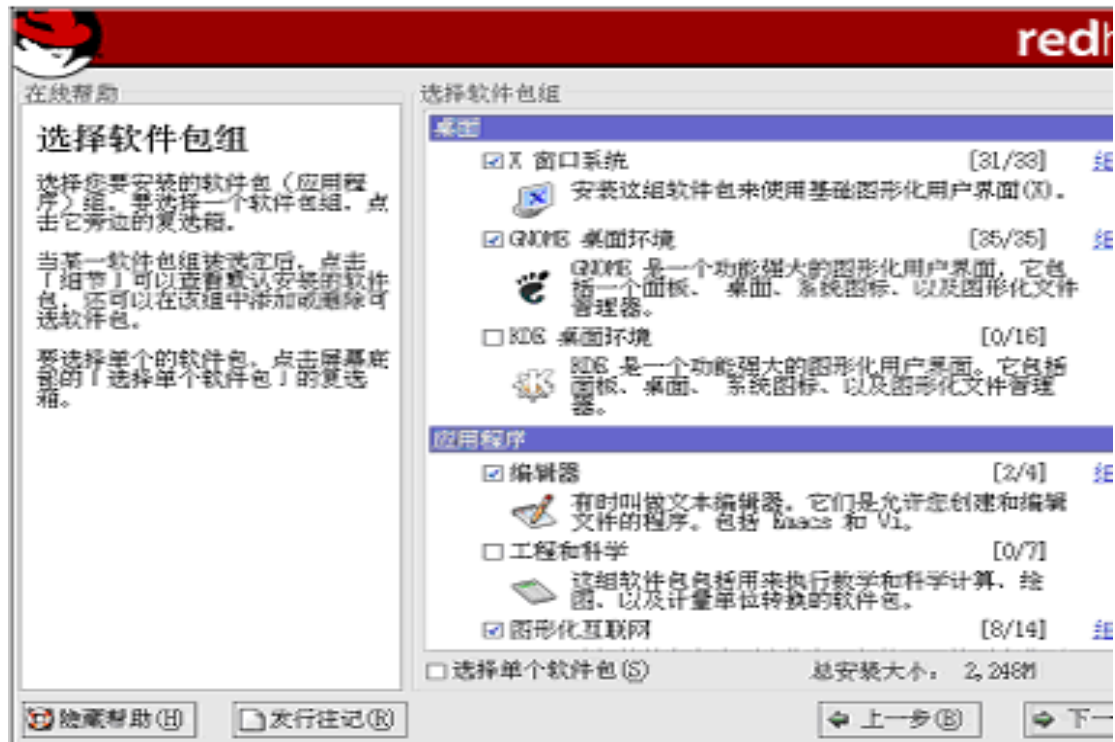 red
在线帮助
选择软件包组
选择您要安装的软件包（应用程
序）组。要选择一个软件包组，点
击它旁边的复选箱。
当某一软件包组被选定后，点击
「细节」可以查看默认安装的软件
包，还可以在该组中添加或删除可
选软件包。
要选择单个的软件包，点击屏幕底
部的「选择单个软件包」的复选
箱。
选择软件包组
桌面
X 窗口系统 [31/33]
安装这组软件包来使用基础图形化用户界面(X)。
GNOME 桌面环境 [35/35]
GNOME 是一个功能强大的图形化用户界面，它包
括一个面板、 桌面、系统图标、以及图形化文件
管理器。
KDE 桌面环境 [0/16]
KDE 是一个功能强大的图形化用户界面。它包括
面板、桌面、 系统图标、以及图形化文件管理
器。
应用程序
编辑器 [2/4]
有时叫做文本编辑器。它们是允许您创建和编辑
文件的程序。包括 Emacs 和 Vi。
工程和科学 [0/7]
这组软件包包括用来执行数学和科学计算、绘
图、以及计量单位转换的软件包。
图形化互联网 [8/14]
选择单个软件包(S) 总安装大小： 2,248M
隐藏帮助(H) 发行注记(R) 上一步(B) 下一